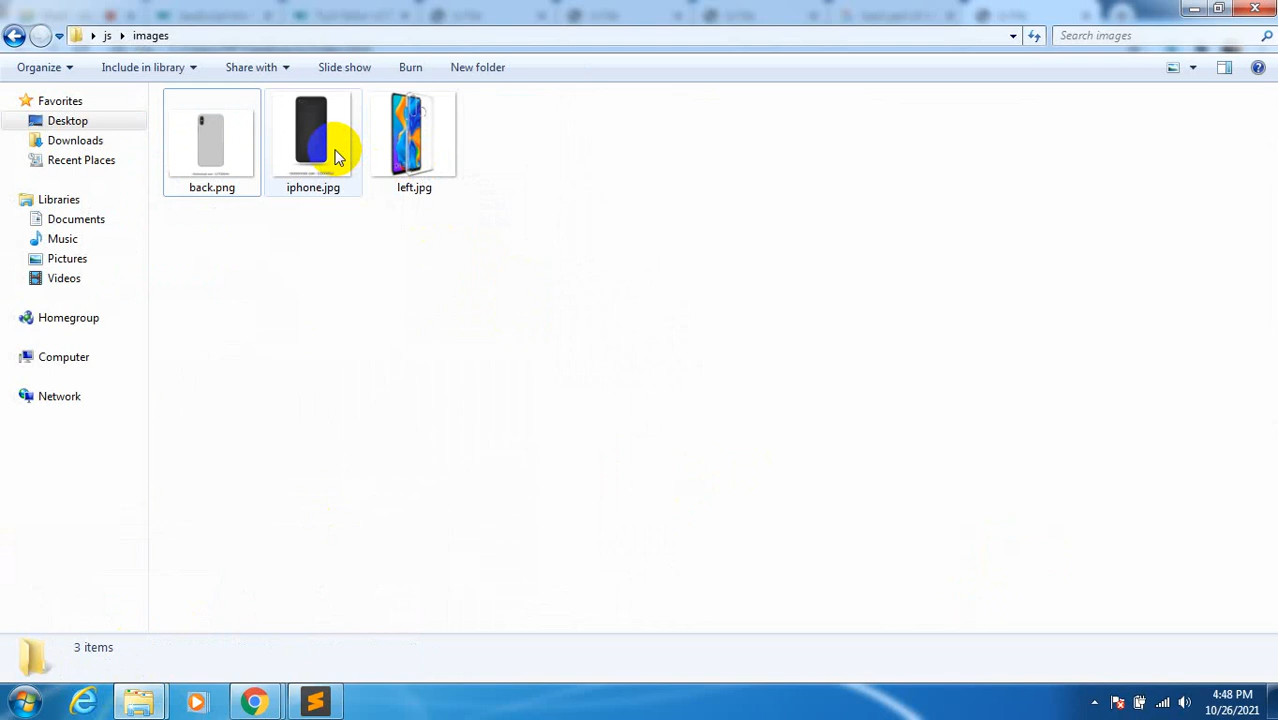 js images
Search images
Organize Include in library Share with Slide show Burn New folder
Favorites
Desktop
Downloads
Recent Places
Libraries
Documents
Music
Pictures
Videos
Homegroup
Computer
Network
back.png iphone.jpg left.jpg
3 items
4:48 PM
10/26/2021